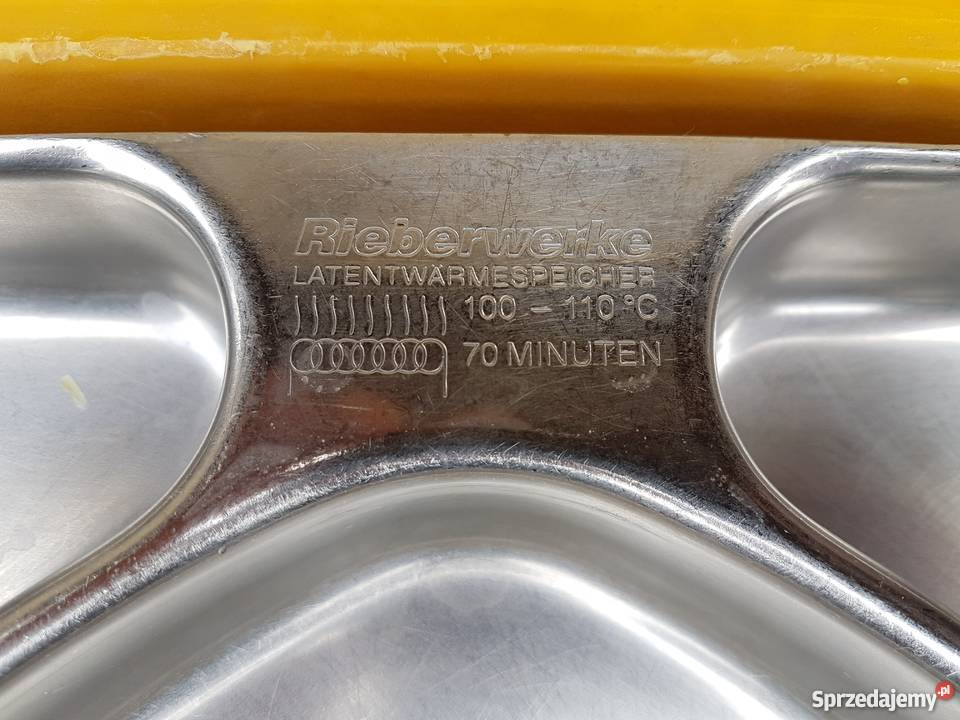 Rieberwerke
LATENTWÄRMESPEICHER
100 – 110 °C
70 MINUTEN
Sprzedajemy.pl